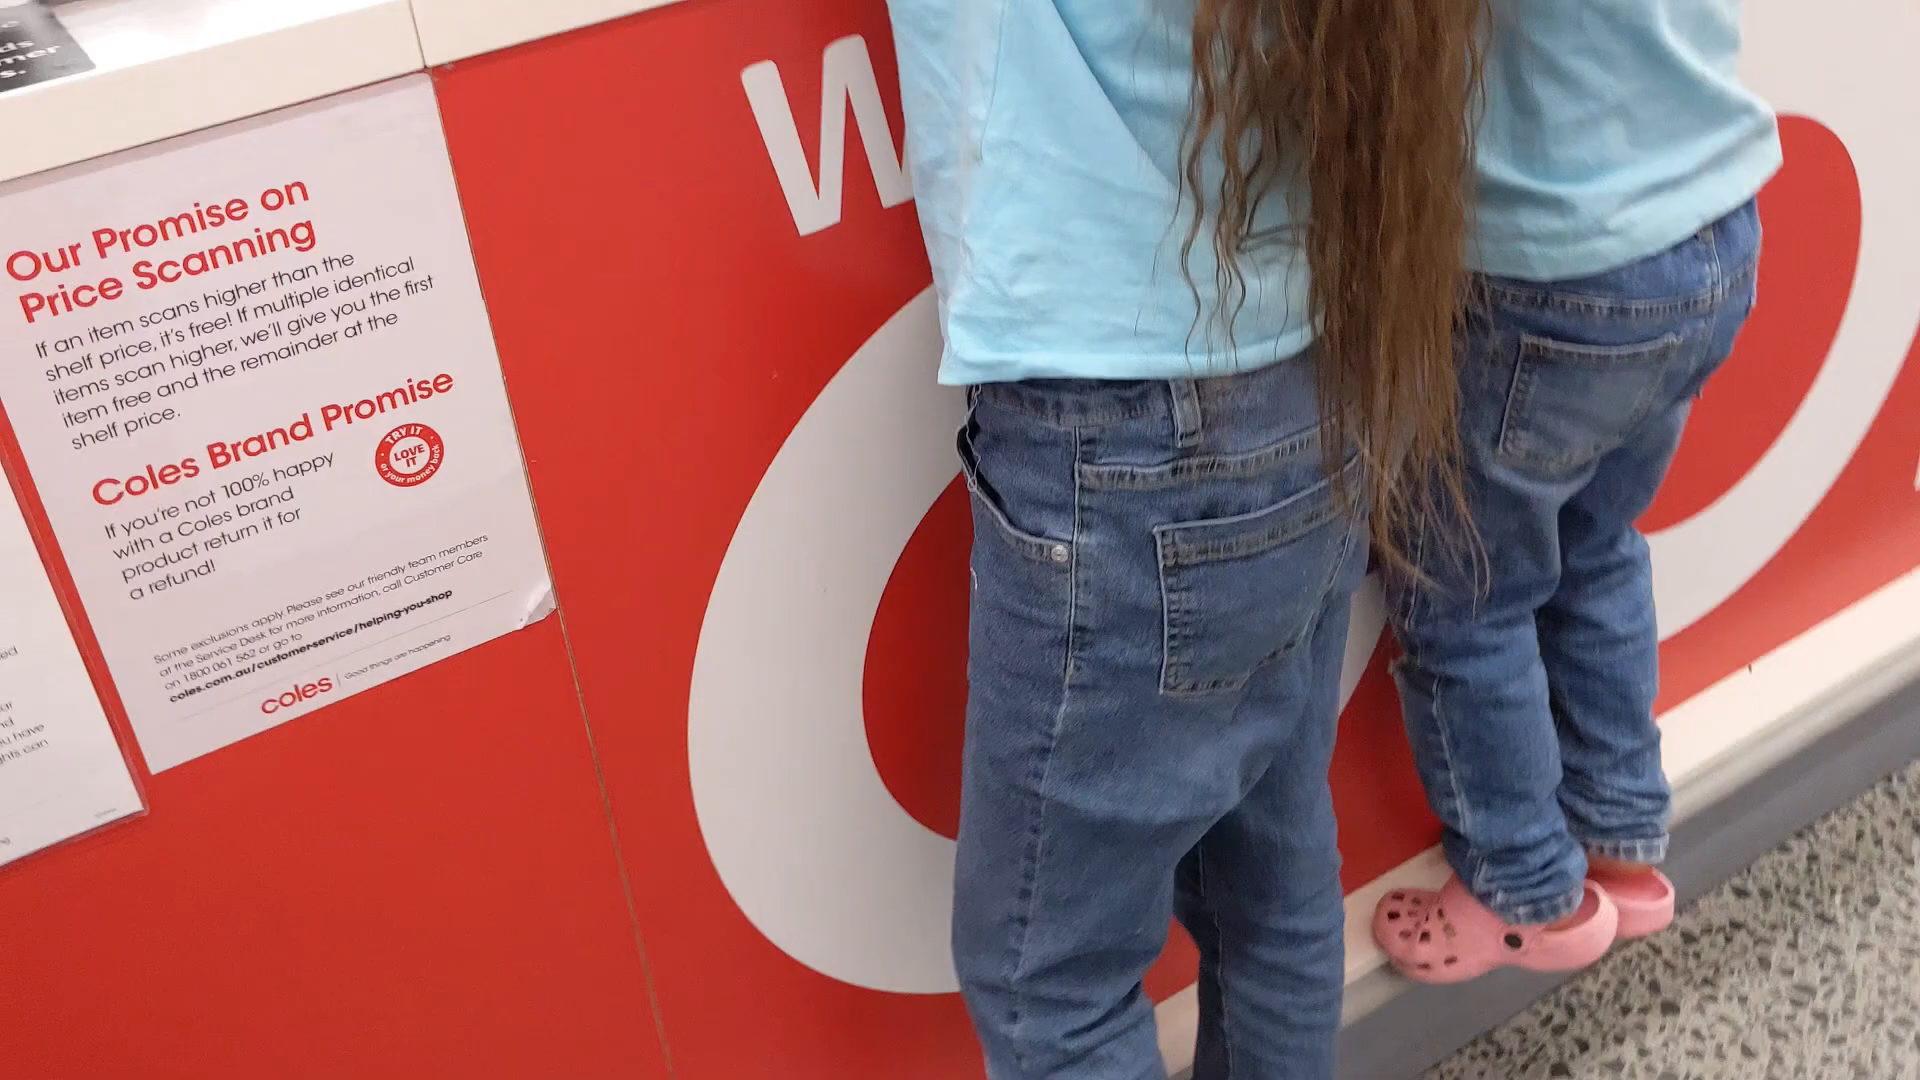 Our Promise on
Price Scanning
If an item scans higher than the
shelf price, it's free! If multiple identical
items scan higher, we'll give you the first
item free and the remainder at the
shelf price.
Coles Brand Promise
If you're not 100% happy
with a Coles brand
product return it for
a refund!
TRY IT
LOVE
IT
or your money back
Some exclusions apply. Please see our friendly team members
at the Service Desk for more information, call Customer Care
on 1800 061 562 or go to
coles.com.au/customer-service/helping-you-shop
coles | Good things are happening
u have